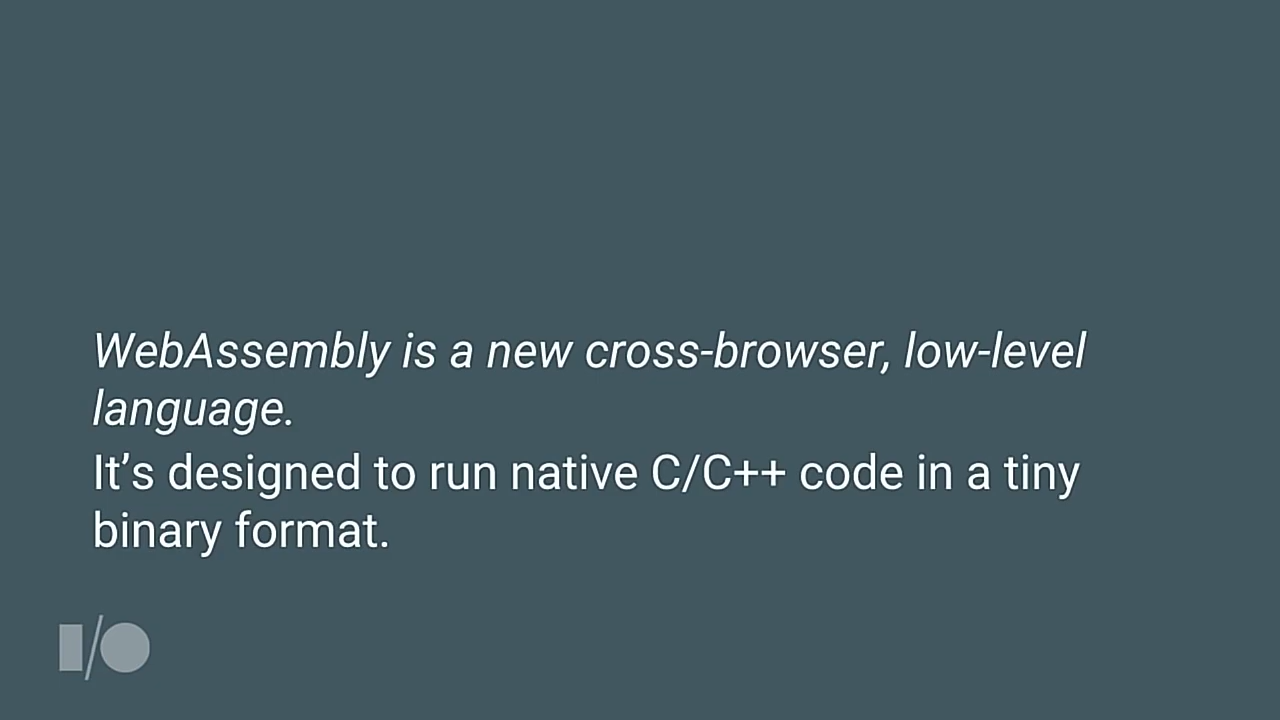 WebAssembly is a new cross-browser, low-level
language.
It’s designed to run native C/C++ code in a tiny
binary format.
I/O